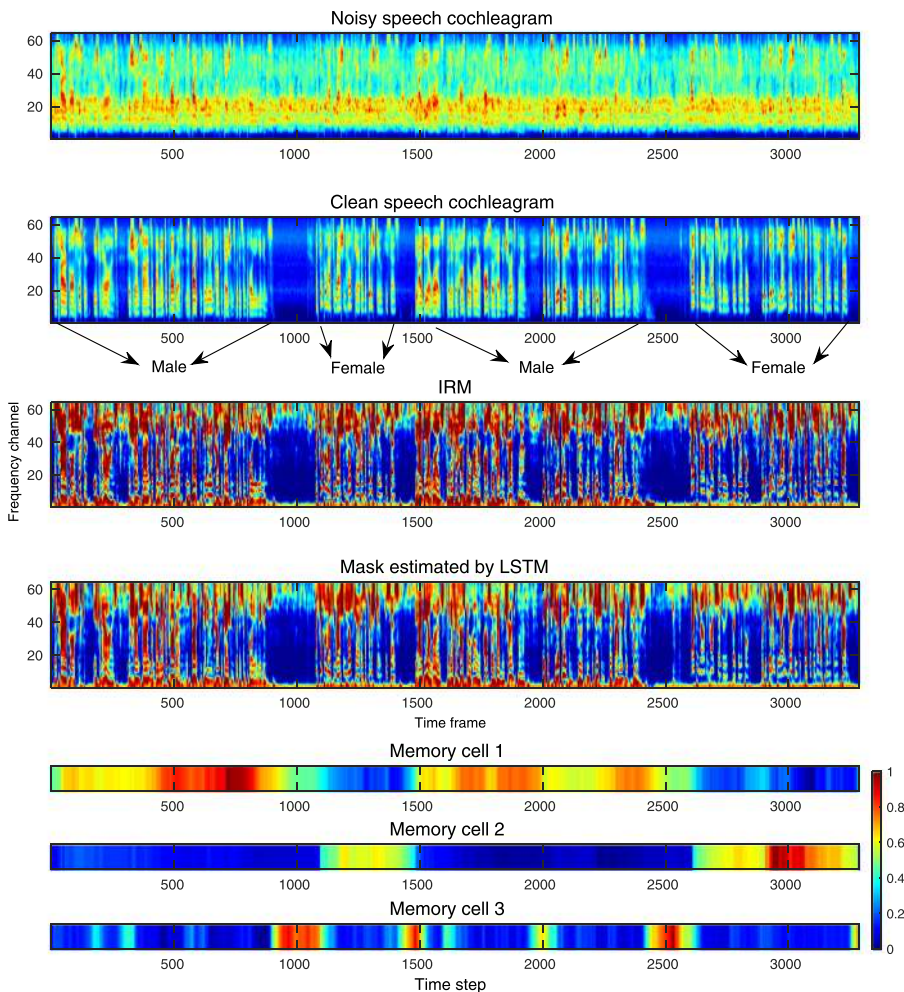 Noisy speech cochleagram
60
40
20
500 1000 1500 2000 2500 3000
Clean speech cochleagram
60
40
20
500 1000 1500 2000 2500 3000
Male Female Male Female
IRM
Frequency channel
60
40
20
500 1000 1500 2000 2500 3000
Mask estimated by LSTM
60
40
20
500 1000 1500 2000 2500 3000
Time frame
Memory cell 1
500 1000 1500 2000 2500 3000
Memory cell 2
500 1000 1500 2000 2500 3000
Memory cell 3
500 1000 1500 2000 2500 3000
Time step
1
0.8
0.6
0.4
0.2
0